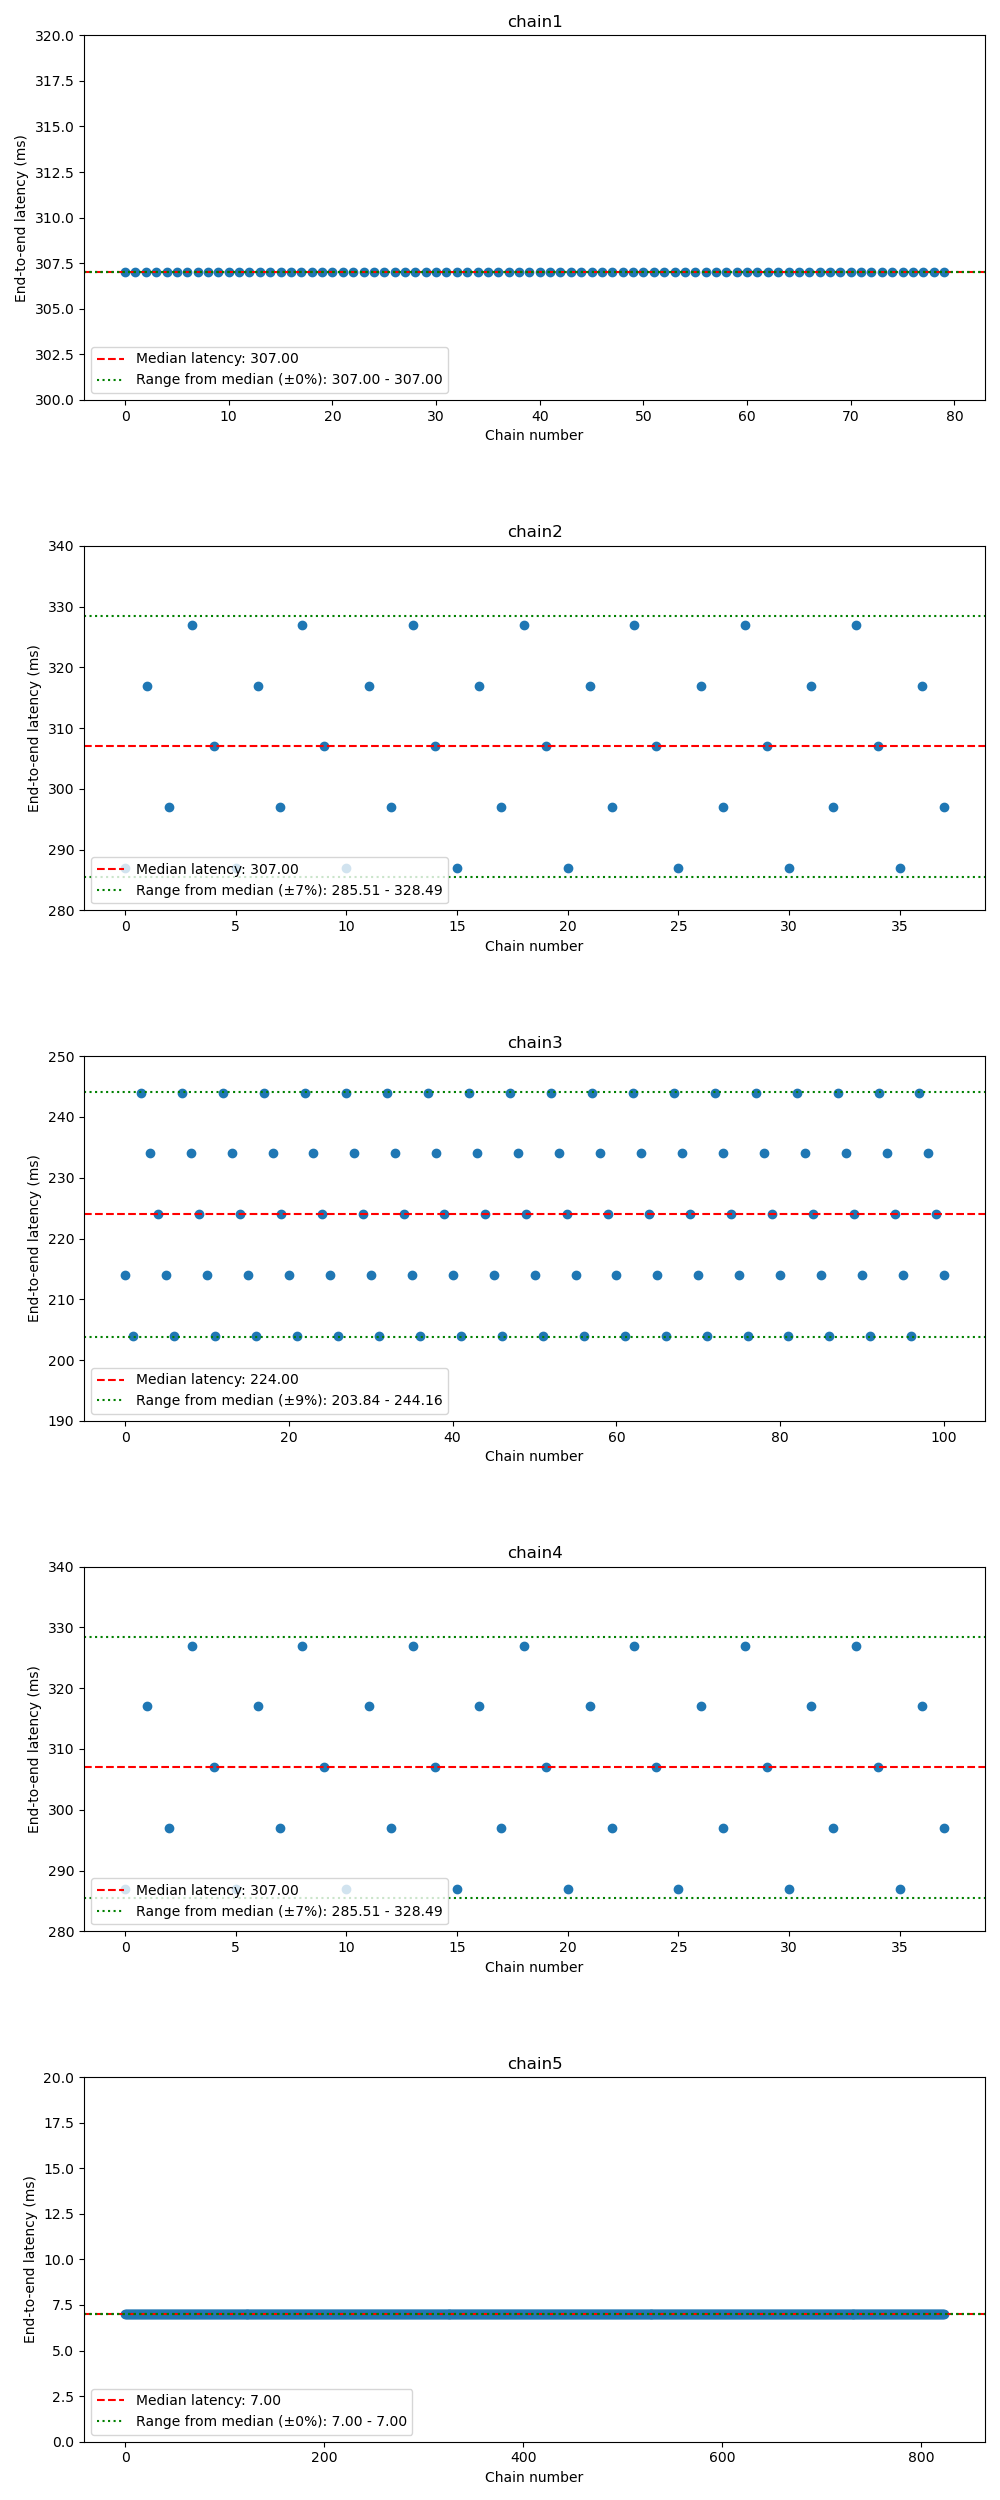 chain1
320.0
317.5
315.0
312.5
310.0
307.5
305.0
302.5
300.0
End-to-end latency (ms)
Median latency: 307.00
Range from median (±0%): 307.00 - 307.00
0 10 20 30 40 50 60 70 80
Chain number
chain2
340
330
320
310
300
290
280
End-to-end latency (ms)
Median latency: 307.00
Range from median (±7%): 285.51 - 328.49
0 5 10 15 20 25 30 35
Chain number
chain3
250
240
230
220
210
200
190
End-to-end latency (ms)
Median latency: 224.00
Range from median (±9%): 203.84 - 244.16
0 20 40 60 80 100
Chain number
chain4
340
330
320
310
300
290
280
End-to-end latency (ms)
Median latency: 307.00
Range from median (±7%): 285.51 - 328.49
0 5 10 15 20 25 30 35
Chain number
chain5
20.0
17.5
15.0
12.5
10.0
7.5
5.0
2.5
0.0
End-to-end latency (ms)
Median latency: 7.00
Range from median (±0%): 7.00 - 7.00
0 200 400 600 800
Chain number